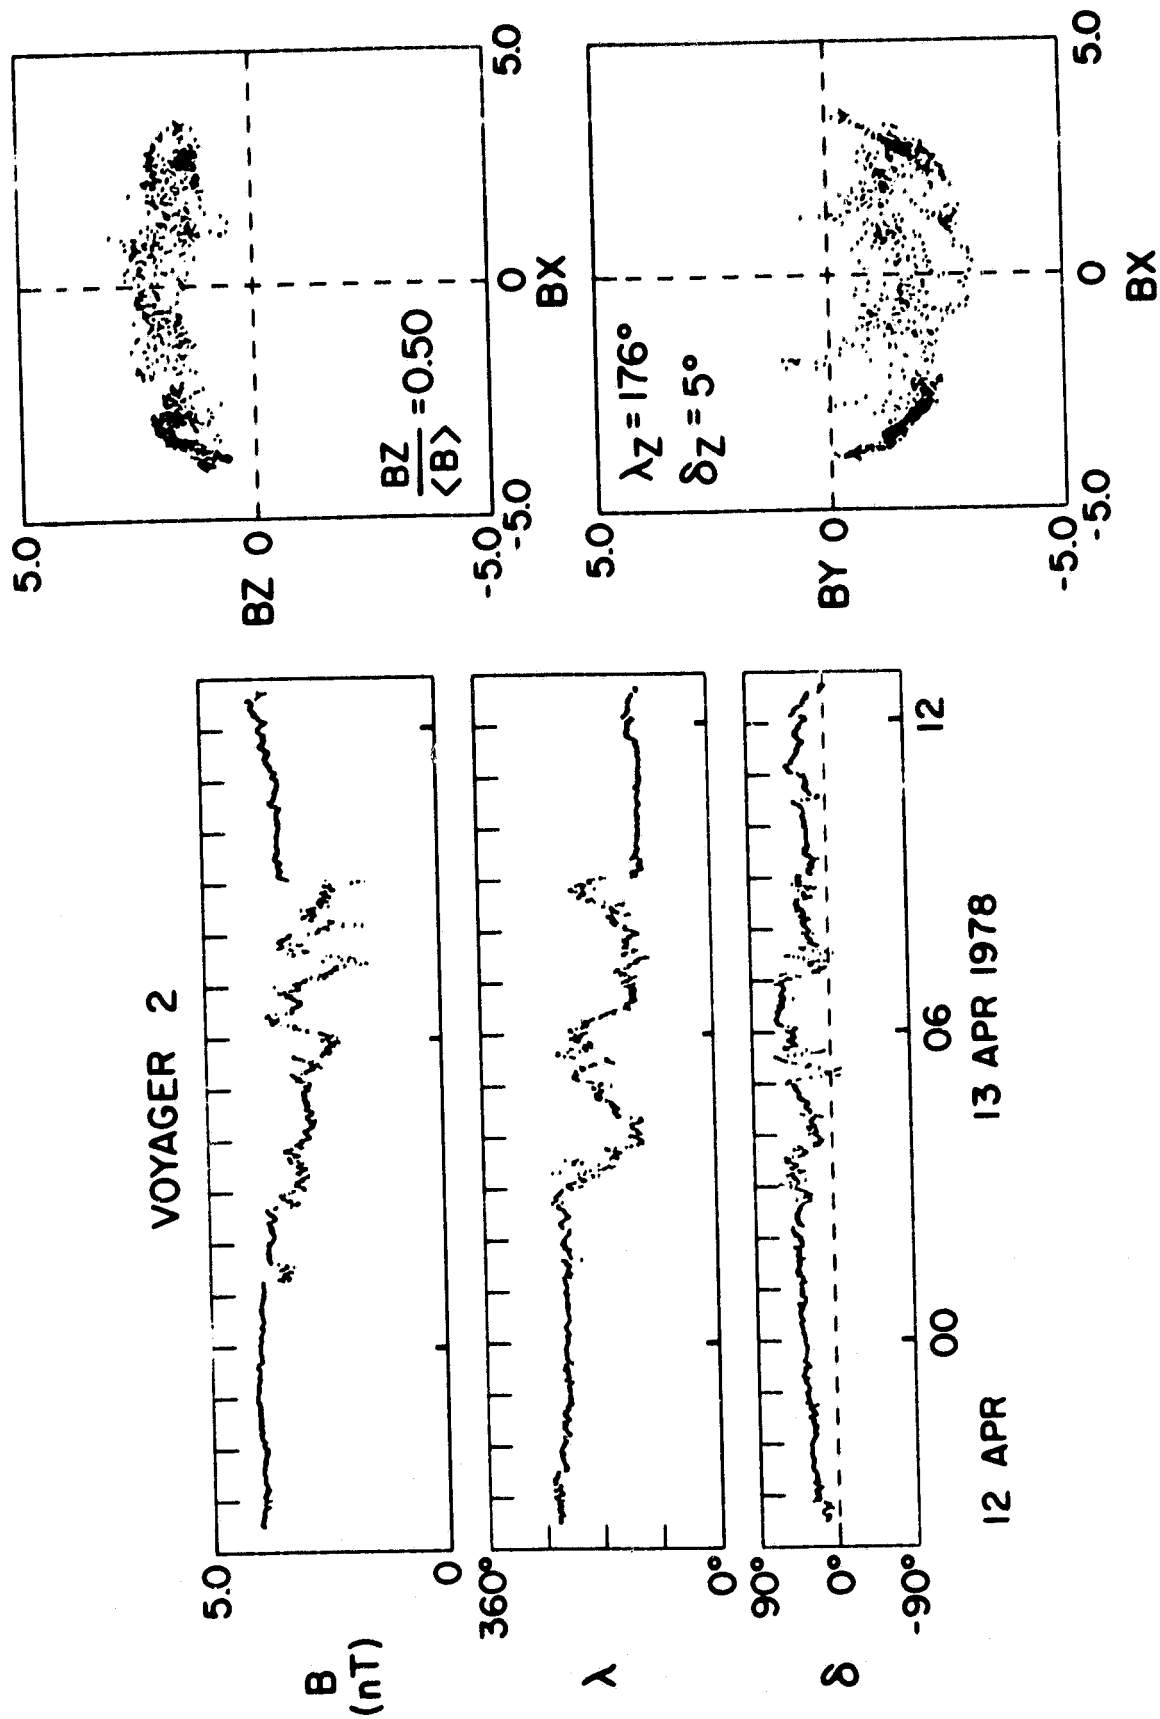 VOYAGER 2
5.0
B
(nT)
0
360°
λ
0°
90°
δ
0°
-90°
00
06
12
12 APR
13 APR 1978
5.0
BZ 0
-5.0
BZ
<B>
=0.50
-5.0
0
5.0
BX
5.0
BY 0
-5.0
λZ = 176°
δZ = 5°
-5.0
0
5.0
BX